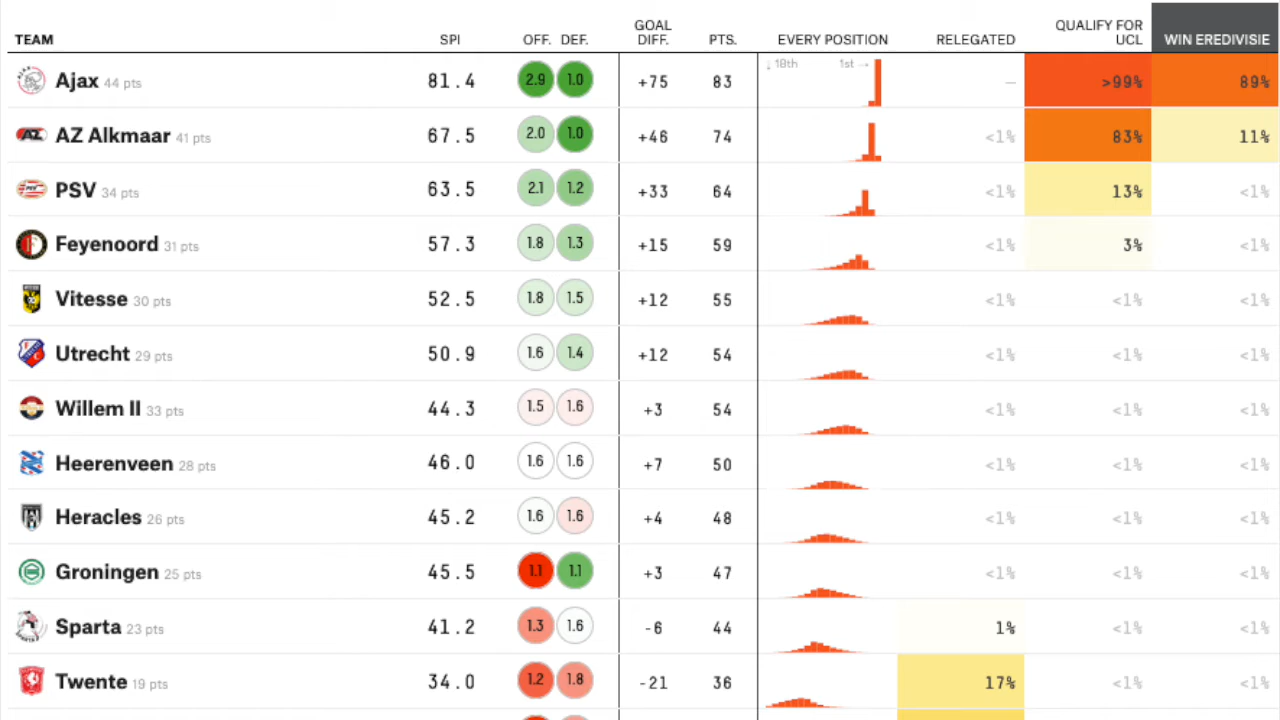 TEAM SPI OFF. DEF. GOAL DIFF. PTS. EVERY POSITION RELEGATED QUALIFY FOR UCL WIN EREDIVISIE
↓ 18th 1st →
Ajax 44 pts 81.4 2.9 1.0 +75 83 — >99% 89%
AZ Alkmaar 41 pts 67.5 2.0 1.0 +46 74 <1% 83% 11%
PSV 34 pts 63.5 2.1 1.2 +33 64 <1% 13% <1%
Feyenoord 31 pts 57.3 1.8 1.3 +15 59 <1% 3% <1%
Vitesse 30 pts 52.5 1.8 1.5 +12 55 <1% <1% <1%
Utrecht 29 pts 50.9 1.6 1.4 +12 54 <1% <1% <1%
Willem II 33 pts 44.3 1.5 1.6 +3 54 <1% <1% <1%
Heerenveen 28 pts 46.0 1.6 1.6 +7 50 <1% <1% <1%
Heracles 26 pts 45.2 1.6 1.6 +4 48 <1% <1% <1%
Groningen 25 pts 45.5 1.1 1.1 +3 47 <1% <1% <1%
Sparta 23 pts 41.2 1.3 1.6 -6 44 1% <1% <1%
Twente 19 pts 34.0 1.2 1.8 -21 36 17% <1% <1%